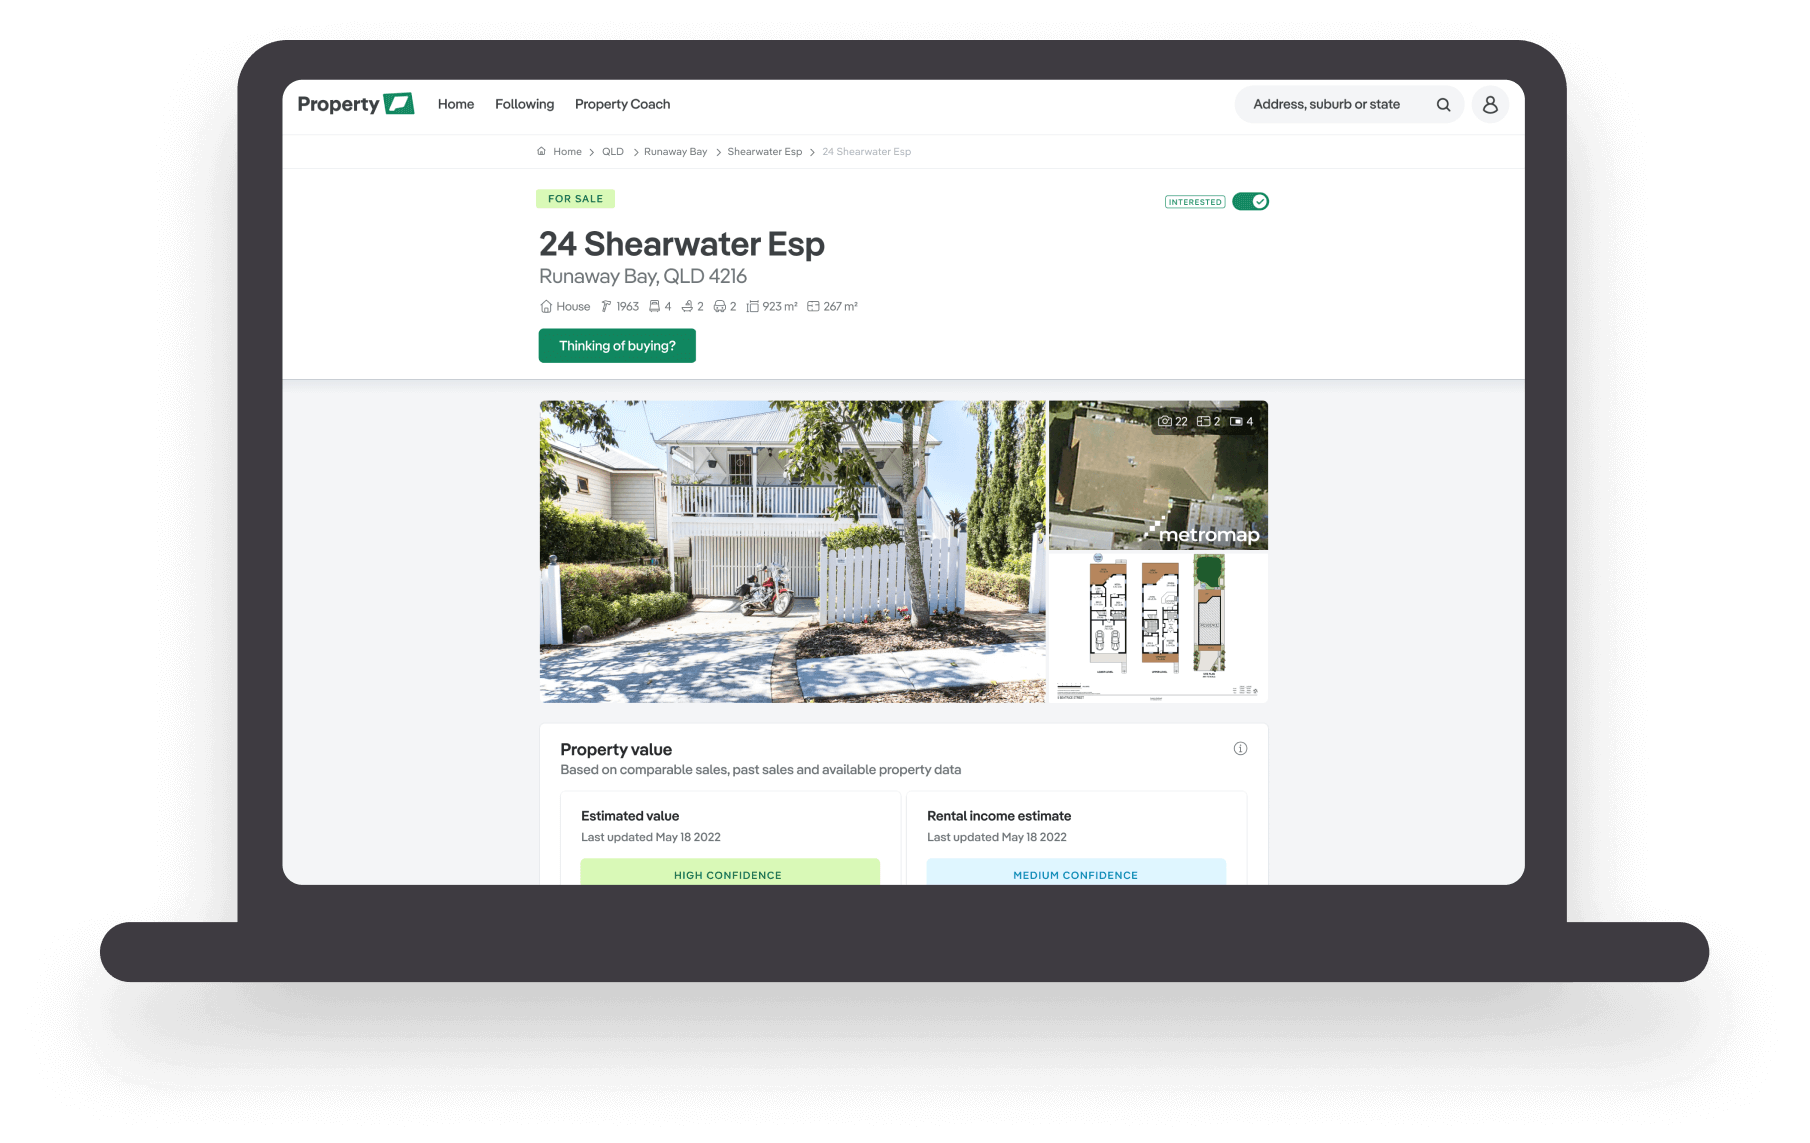 Property
Home Following Property Coach
Address, suburb or state
Home > QLD > Runaway Bay > Shearwater Esp > 24 Shearwater Esp
FOR SALE
INTERESTED
24 Shearwater Esp
Runaway Bay, QLD 4216
House 1963 4 2 2 923 m² 267 m²
Thinking of buying?
22 2 4
metromap
Property value
Based on comparable sales, past sales and available property data
Estimated value
Last updated May 18 2022
HIGH CONFIDENCE
Rental income estimate
Last updated May 18 2022
MEDIUM CONFIDENCE